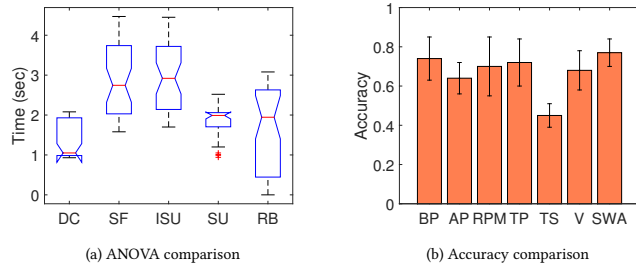 Time (sec)
4
3
2
1
0
DC SF ISU SU RB
(a) ANOVA comparison
Accuracy
1
0.8
0.6
0.4
0.2
0
BP AP RPM TP TS V SWA
(b) Accuracy comparison